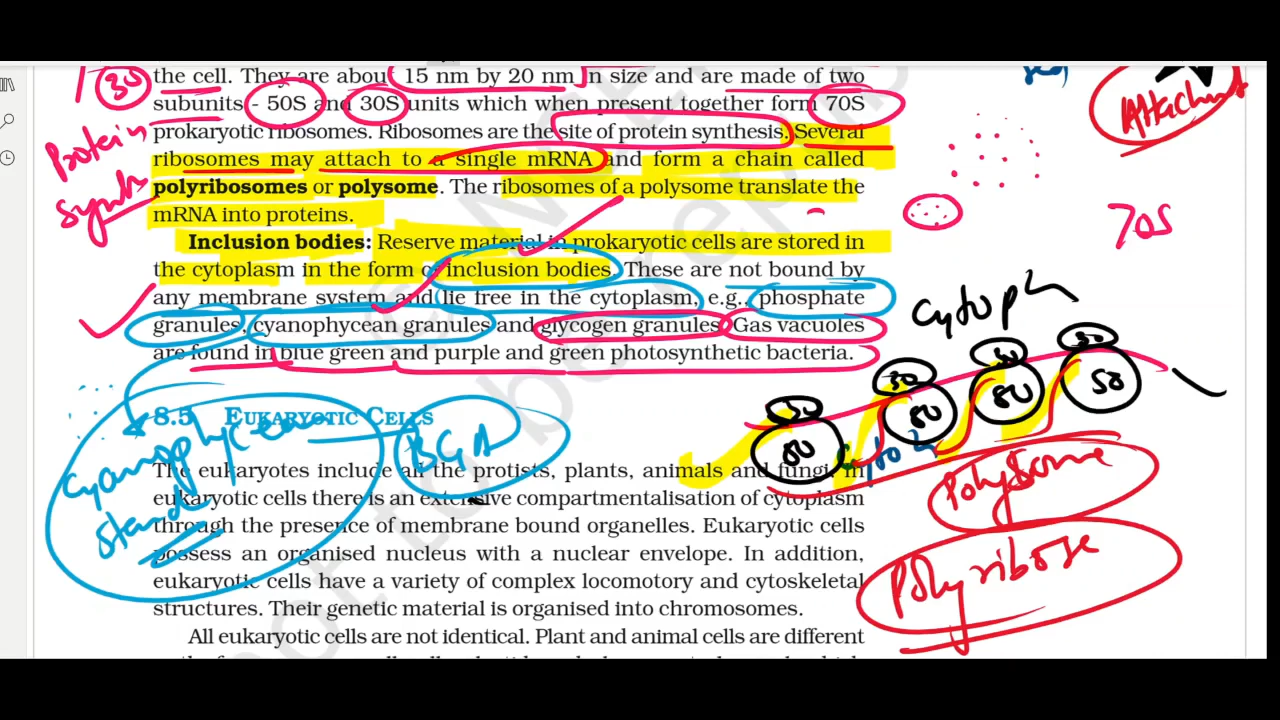 the cell. They are about 15 nm by 20 nm in size and are made of two
subunits - 50S and 30S units which when present together form 70S
prokaryotic ribosomes. Ribosomes are the site of protein synthesis. Several
ribosomes may attach to a single mRNA and form a chain called
polyribosomes or polysome. The ribosomes of a polysome translate the
mRNA into proteins.
Inclusion bodies: Reserve material in prokaryotic cells are stored in
the cytoplasm in the form of inclusion bodies. These are not bound by
any membrane system and lie free in the cytoplasm, e.g., phosphate
granules, cyanophycean granules and glycogen granules. Gas vacuoles
are found in blue green and purple and green photosynthetic bacteria.
8.5 EUKARYOTIC CELLS
The eukaryotes include all the protists, plants, animals and fungi. In
eukaryotic cells there is an extensive compartmentalisation of cytoplasm
through the presence of membrane bound organelles. Eukaryotic cells
possess an organised nucleus with a nuclear envelope. In addition,
eukaryotic cells have a variety of complex locomotory and cytoskeletal
structures. Their genetic material is organised into chromosomes.
All eukaryotic cells are not identical. Plant and animal cells are different
30
Protein
70S
BGA
50
Polysome
Polyribose